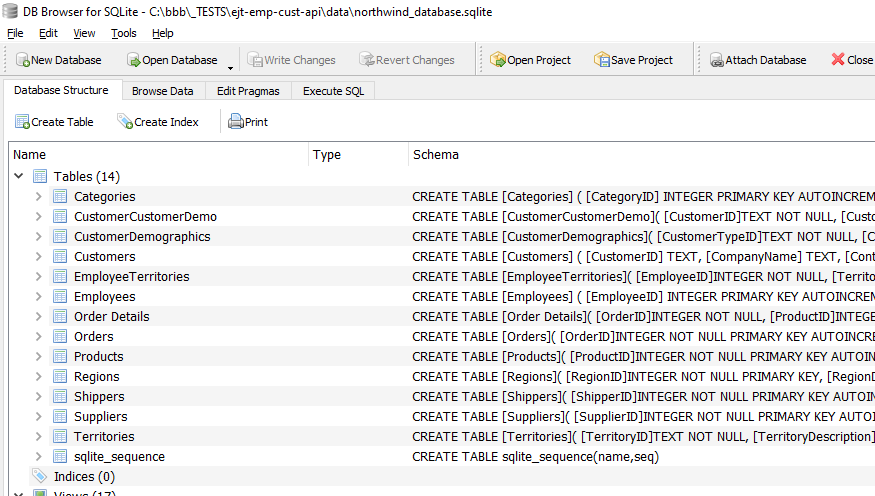 DB Browser for SQLite - C:\bbb\_TESTS\ejt-emp-cust-api\data\northwind_database.sqlite
File Edit View Tools Help
New Database Open Database Write Changes Revert Changes Open Project Save Project Attach Database Close
Database Structure Browse Data Edit Pragmas Execute SQL
Create Table Create Index Print
Name Type Schema
Tables (14)
Categories CREATE TABLE [Categories] ( [CategoryID] INTEGER PRIMARY KEY AUTOINCREM
CustomerCustomerDemo CREATE TABLE [CustomerCustomerDemo]( [CustomerID]TEXT NOT NULL, [Custo
CustomerDemographics CREATE TABLE [CustomerDemographics]( [CustomerTypeID]TEXT NOT NULL, [C
Customers CREATE TABLE [Customers] ( [CustomerID] TEXT, [CompanyName] TEXT, [Cont
EmployeeTerritories CREATE TABLE [EmployeeTerritories]( [EmployeeID]INTEGER NOT NULL, [Territo
Employees CREATE TABLE [Employees] ( [EmployeeID] INTEGER PRIMARY KEY AUTOINCREM
Order Details CREATE TABLE [Order Details]( [OrderID]INTEGER NOT NULL, [ProductID]INTEGE
Orders CREATE TABLE [Orders]( [OrderID]INTEGER NOT NULL PRIMARY KEY AUTOINCRE
Products CREATE TABLE [Products]( [ProductID]INTEGER NOT NULL PRIMARY KEY AUTOIN
Regions CREATE TABLE [Regions]( [RegionID]INTEGER NOT NULL PRIMARY KEY, [RegionD
Shippers CREATE TABLE [Shippers]( [ShipperID]INTEGER NOT NULL PRIMARY KEY AUTOIN
Suppliers CREATE TABLE [Suppliers]( [SupplierID]INTEGER NOT NULL PRIMARY KEY AUTOI
Territories CREATE TABLE [Territories]( [TerritoryID]TEXT NOT NULL, [TerritoryDescription]
sqlite_sequence CREATE TABLE sqlite_sequence(name,seq)
Indices (0)
Views (17)